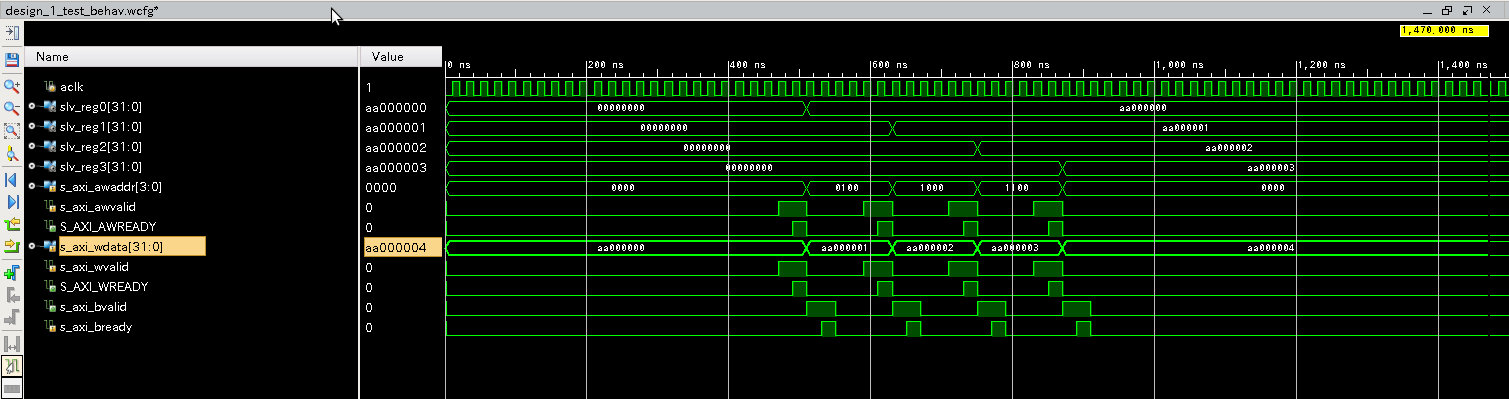 design_1_test_behav.wcfg*
1,470.000 ns
Name Value
0 ns 200 ns 400 ns 600 ns 800 ns 1,000 ns 1,200 ns 1,400 ns
aclk 1
slv_reg0[31:0] aa000000 00000000 aa000000
slv_reg1[31:0] aa000001 00000000 aa000001
slv_reg2[31:0] aa000002 00000000 aa000002
slv_reg3[31:0] aa000003 00000000 aa000003
s_axi_awaddr[3:0] 0000 0000 0100 1000 1100 0000
s_axi_awvalid 0
S_AXI_AWREADY 0
s_axi_wdata[31:0] aa000004 aa000000 aa000001 aa000002 aa000003 aa000004
s_axi_wvalid 0
S_AXI_WREADY 0
s_axi_bvalid 0
s_axi_bready 0